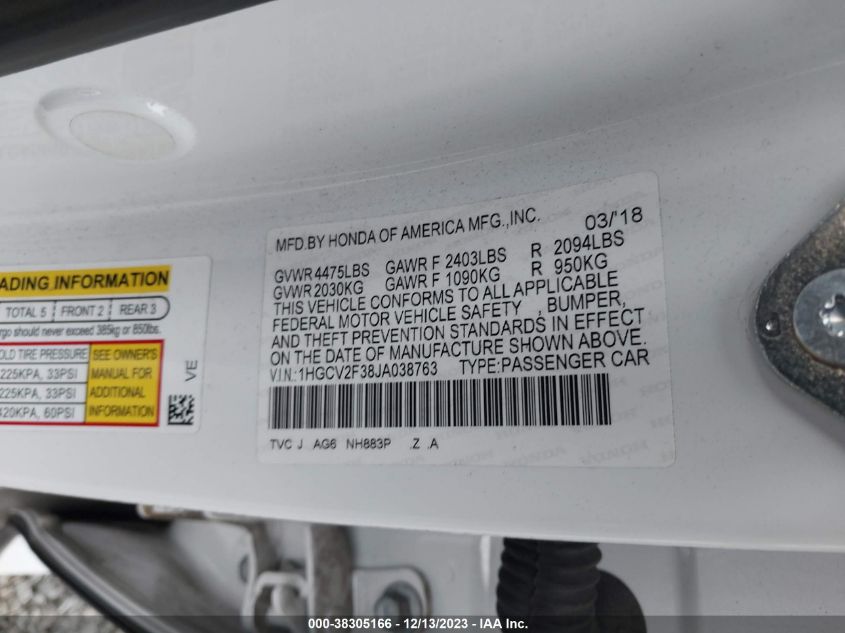 MFD.BY HONDA OF AMERICA MFG.,INC. 03/'18
GVWR 4475LBS GAWR F 2403LBS R 2094LBS
GVWR 2030KG GAWR F 1090KG R 950KG
THIS VEHICLE CONFORMS TO ALL APPLICABLE
FEDERAL MOTOR VEHICLE SAFETY , BUMPER,
AND THEFT PREVENTION STANDARDS IN EFFECT
ON THE DATE OF MANUFACTURE SHOWN ABOVE.
V.I.N.:1HGCV2F38JA038763 TYPE:PASSENGER CAR
TVC J AG6 NH883P .Z .A
ADING INFORMATION
TOTAL 5 FRONT 2 REAR 3
rgo should never exceed 385kg or 850lbs.
OLD TIRE PRESSURE SEE OWNER'S
225KPA, 33PSI MANUAL FOR
225KPA, 33PSI ADDITIONAL
420KPA, 60PSI INFORMATION
VE
000-38305166 - 12/13/2023 - IAA Inc.